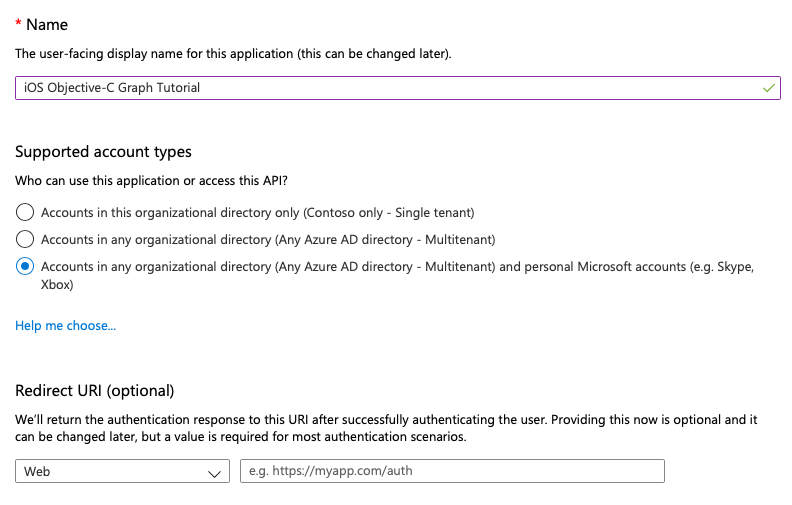 * Name
The user-facing display name for this application (this can be changed later).
iOS Objective-C Graph Tutorial
Supported account types
Who can use this application or access this API?
Accounts in this organizational directory only (Contoso only - Single tenant)
Accounts in any organizational directory (Any Azure AD directory - Multitenant)
Accounts in any organizational directory (Any Azure AD directory - Multitenant) and personal Microsoft accounts (e.g. Skype,
Xbox)
Help me choose...
Redirect URI (optional)
We'll return the authentication response to this URI after successfully authenticating the user. Providing this now is optional and it
can be changed later, but a value is required for most authentication scenarios.
Web
e.g. https://myapp.com/auth